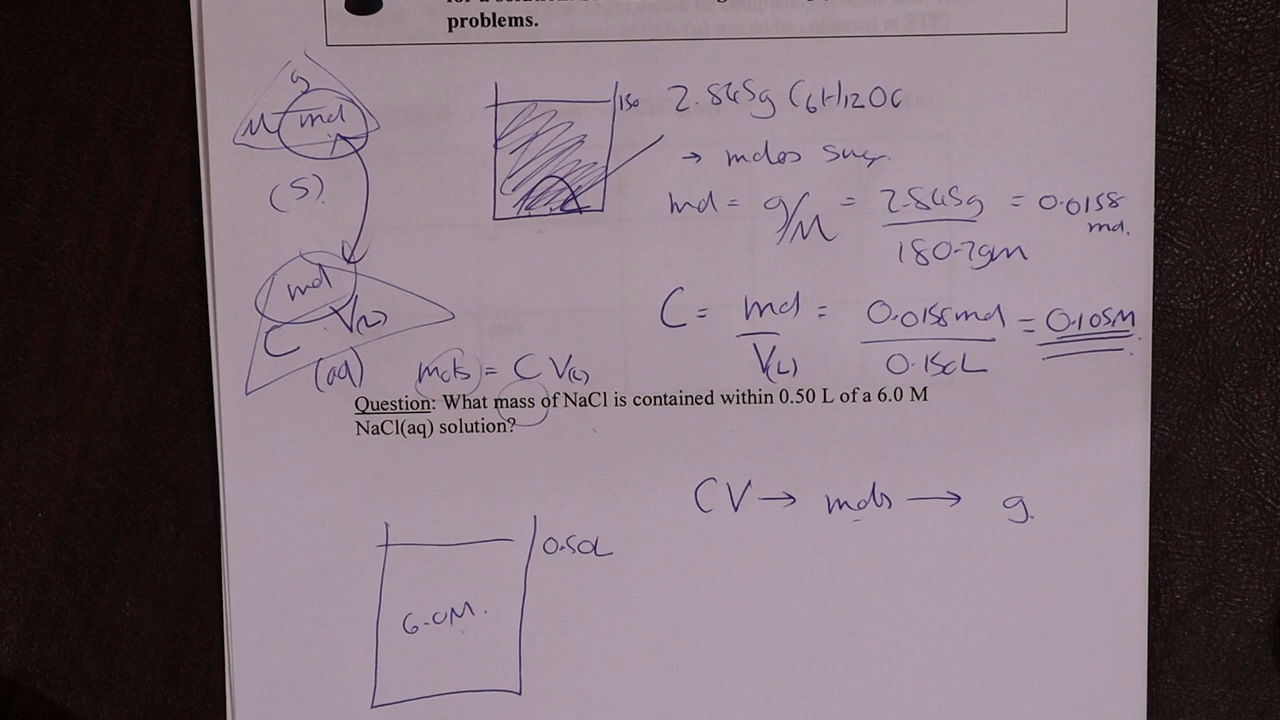 problems.
g
M mol
(S)
mol
C V(L)
(aq)
150
2.845g C6H12O6
→ moles
mol = g/M = 2.845g / 180.2gm = 0.0158 mol.
C = mol / V(L) = 0.0158mol / 0.150L = 0.105M
mols = C V(L)
Question: What mass of NaCl is contained within 0.50 L of a 6.0 M
NaCl(aq) solution?
CV → mols → g.
0.50L
6.0M.